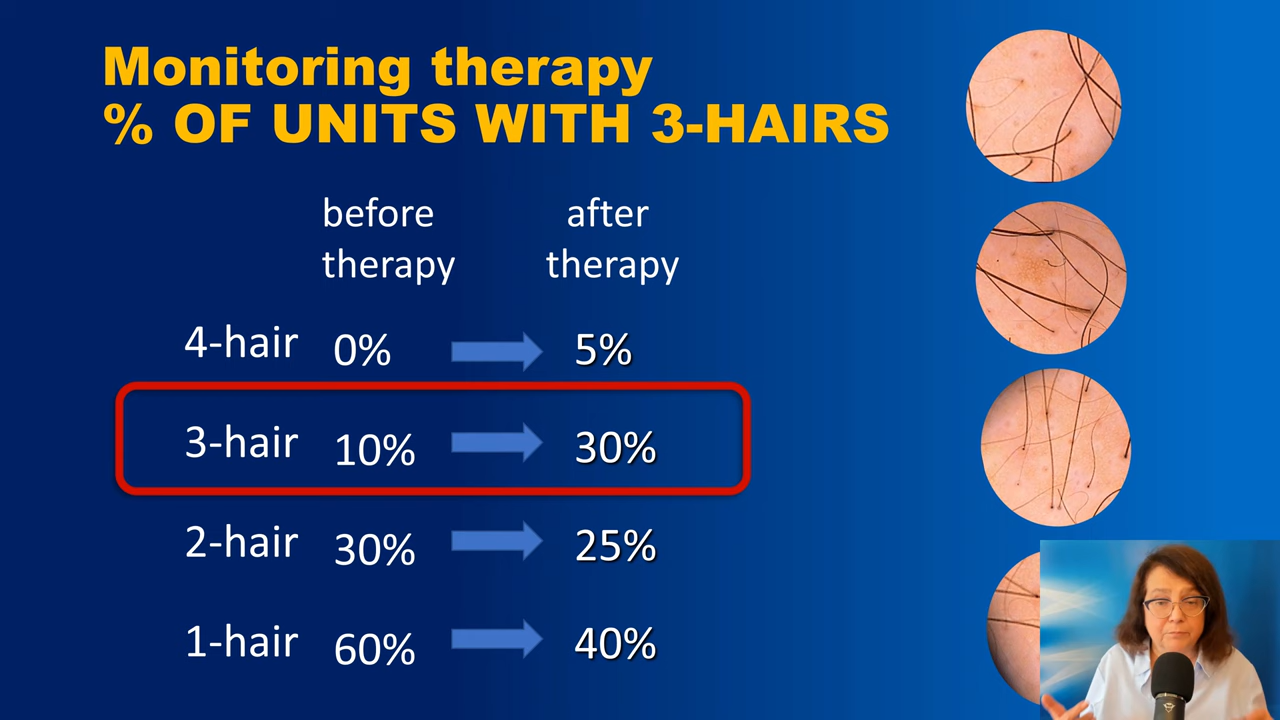 Monitoring therapy
% OF UNITS WITH 3-HAIRS
before therapy
after therapy
4-hair 0% 5%
3-hair 10% 30%
2-hair 30% 25%
1-hair 60% 40%